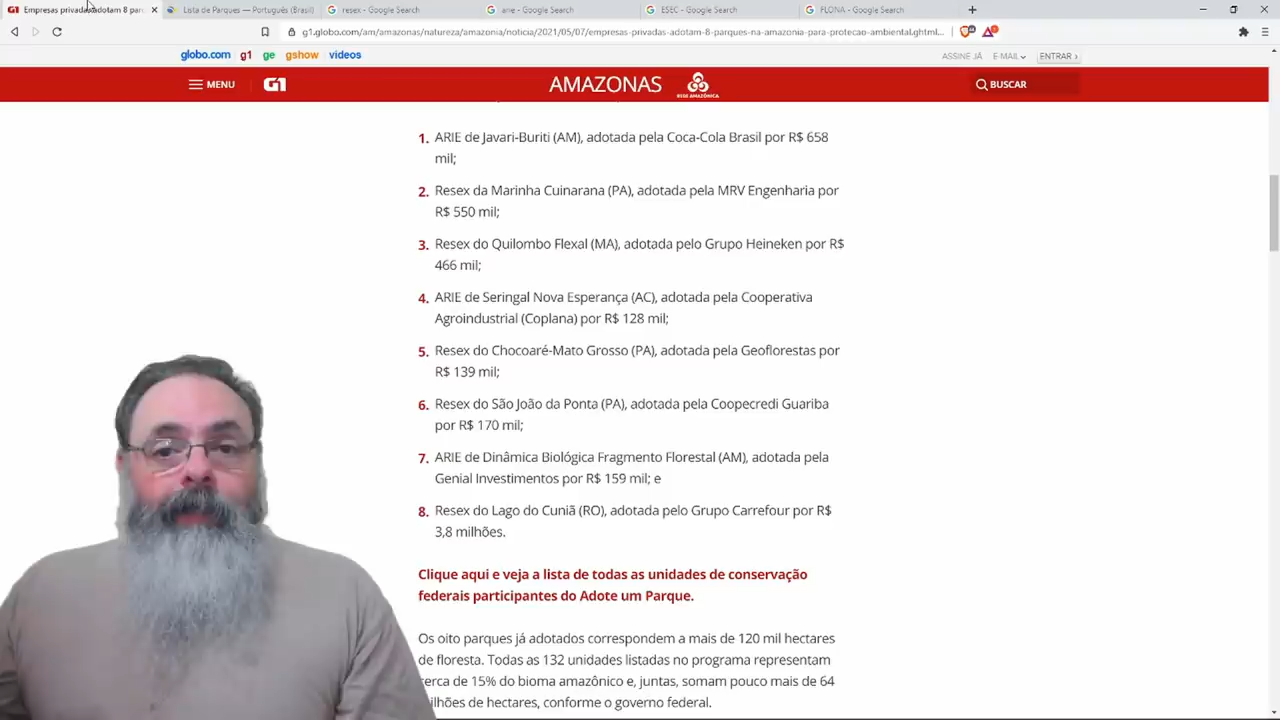 G1 Empresas privadas adotam 8 par
Lista de Parques — Português (Brasil)
resex - Google Search
arie - Google Search
ESEC - Google Search
FLONA - Google Search
g1.globo.com/am/amazonas/natureza/amazonia/noticia/2021/05/07/empresas-privadas-adotam-8-parques-na-amazonia-para-protecao-ambiental.ghtml...
globo.com g1 ge gshow videos
ASSINE JÁ E-MAIL ENTRAR ›
MENU G1 AMAZONAS REDE AMAZÔNICA BUSCAR
1. ARIE de Javari-Buriti (AM), adotada pela Coca-Cola Brasil por R$ 658
mil;
2. Resex da Marinha Cuinarana (PA), adotada pela MRV Engenharia por
R$ 550 mil;
3. Resex do Quilombo Flexal (MA), adotada pelo Grupo Heineken por R$
466 mil;
4. ARIE de Seringal Nova Esperança (AC), adotada pela Cooperativa
Agroindustrial (Coplana) por R$ 128 mil;
5. Resex do Chocoaré-Mato Grosso (PA), adotada pela Geoflorestas por
R$ 139 mil;
6. Resex do São João da Ponta (PA), adotada pela Coopecredi Guariba
por R$ 170 mil;
7. ARIE de Dinâmica Biológica Fragmento Florestal (AM), adotada pela
Genial Investimentos por R$ 159 mil; e
8. Resex do Lago do Cuniã (RO), adotada pelo Grupo Carrefour por R$
3,8 milhões.
Clique aqui e veja a lista de todas as unidades de conservação
federais participantes do Adote um Parque.
Os oito parques já adotados correspondem a mais de 120 mil hectares
de floresta. Todas as 132 unidades listadas no programa representam
cerca de 15% do bioma amazônico e, juntas, somam pouco mais de 64
milhões de hectares, conforme o governo federal.